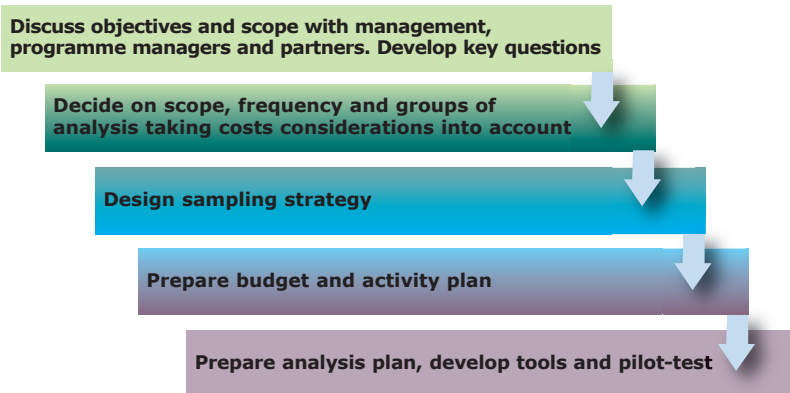 Discuss objectives and scope with management,
programme managers and partners. Develop key questions
Decide on scope, frequency and groups of
analysis taking costs considerations into account
Design sampling strategy
Prepare budget and activity plan
Prepare analysis plan, develop tools and pilot-test